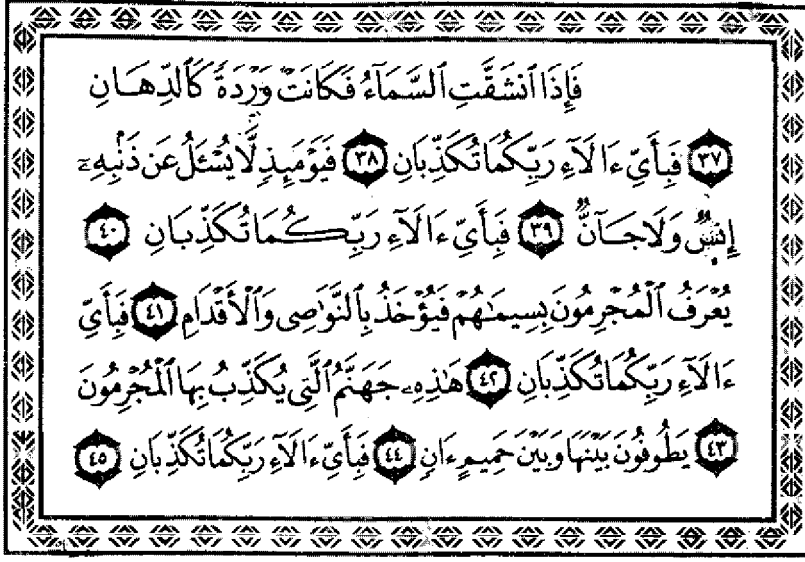 فَإِذَا ٱنشَقَّتِ ٱلسَّمَآءُ فَكَانَتْ وَرْدَةً كَٱلدِّهَانِ
٣٧ فَبِأَيِّ ءَالَآءِ رَبِّكُمَا تُكَذِّبَانِ ٣٨ فَيَوْمَئِذٍ لَّا يُسْـَٔلُ عَن ذَنۢبِهِۦٓ
إِنسٌ وَلَا جَآنٌّ ٣٩ فَبِأَيِّ ءَالَآءِ رَبِّكُمَا تُكَذِّبَانِ ٤٠
يُعْرَفُ ٱلْمُجْرِمُونَ بِسِيمَـٰهُمْ فَيُؤْخَذُ بِٱلنَّوَٰصِى وَٱلْأَقْدَامِ ٤١ فَبِأَيِّ
ءَالَآءِ رَبِّكُمَا تُكَذِّبَانِ ٤٢ هَـٰذِهِۦ جَهَنَّمُ ٱلَّتِى يُكَذِّبُ بِهَا ٱلْمُجْرِمُونَ
٤٣ يَطُوفُونَ بَيْنَهَا وَبَيْنَ حَمِيمٍ ءَانٍ ٤٤ فَبِأَيِّ ءَالَآءِ رَبِّكُمَا تُكَذِّبَانِ ٤٥